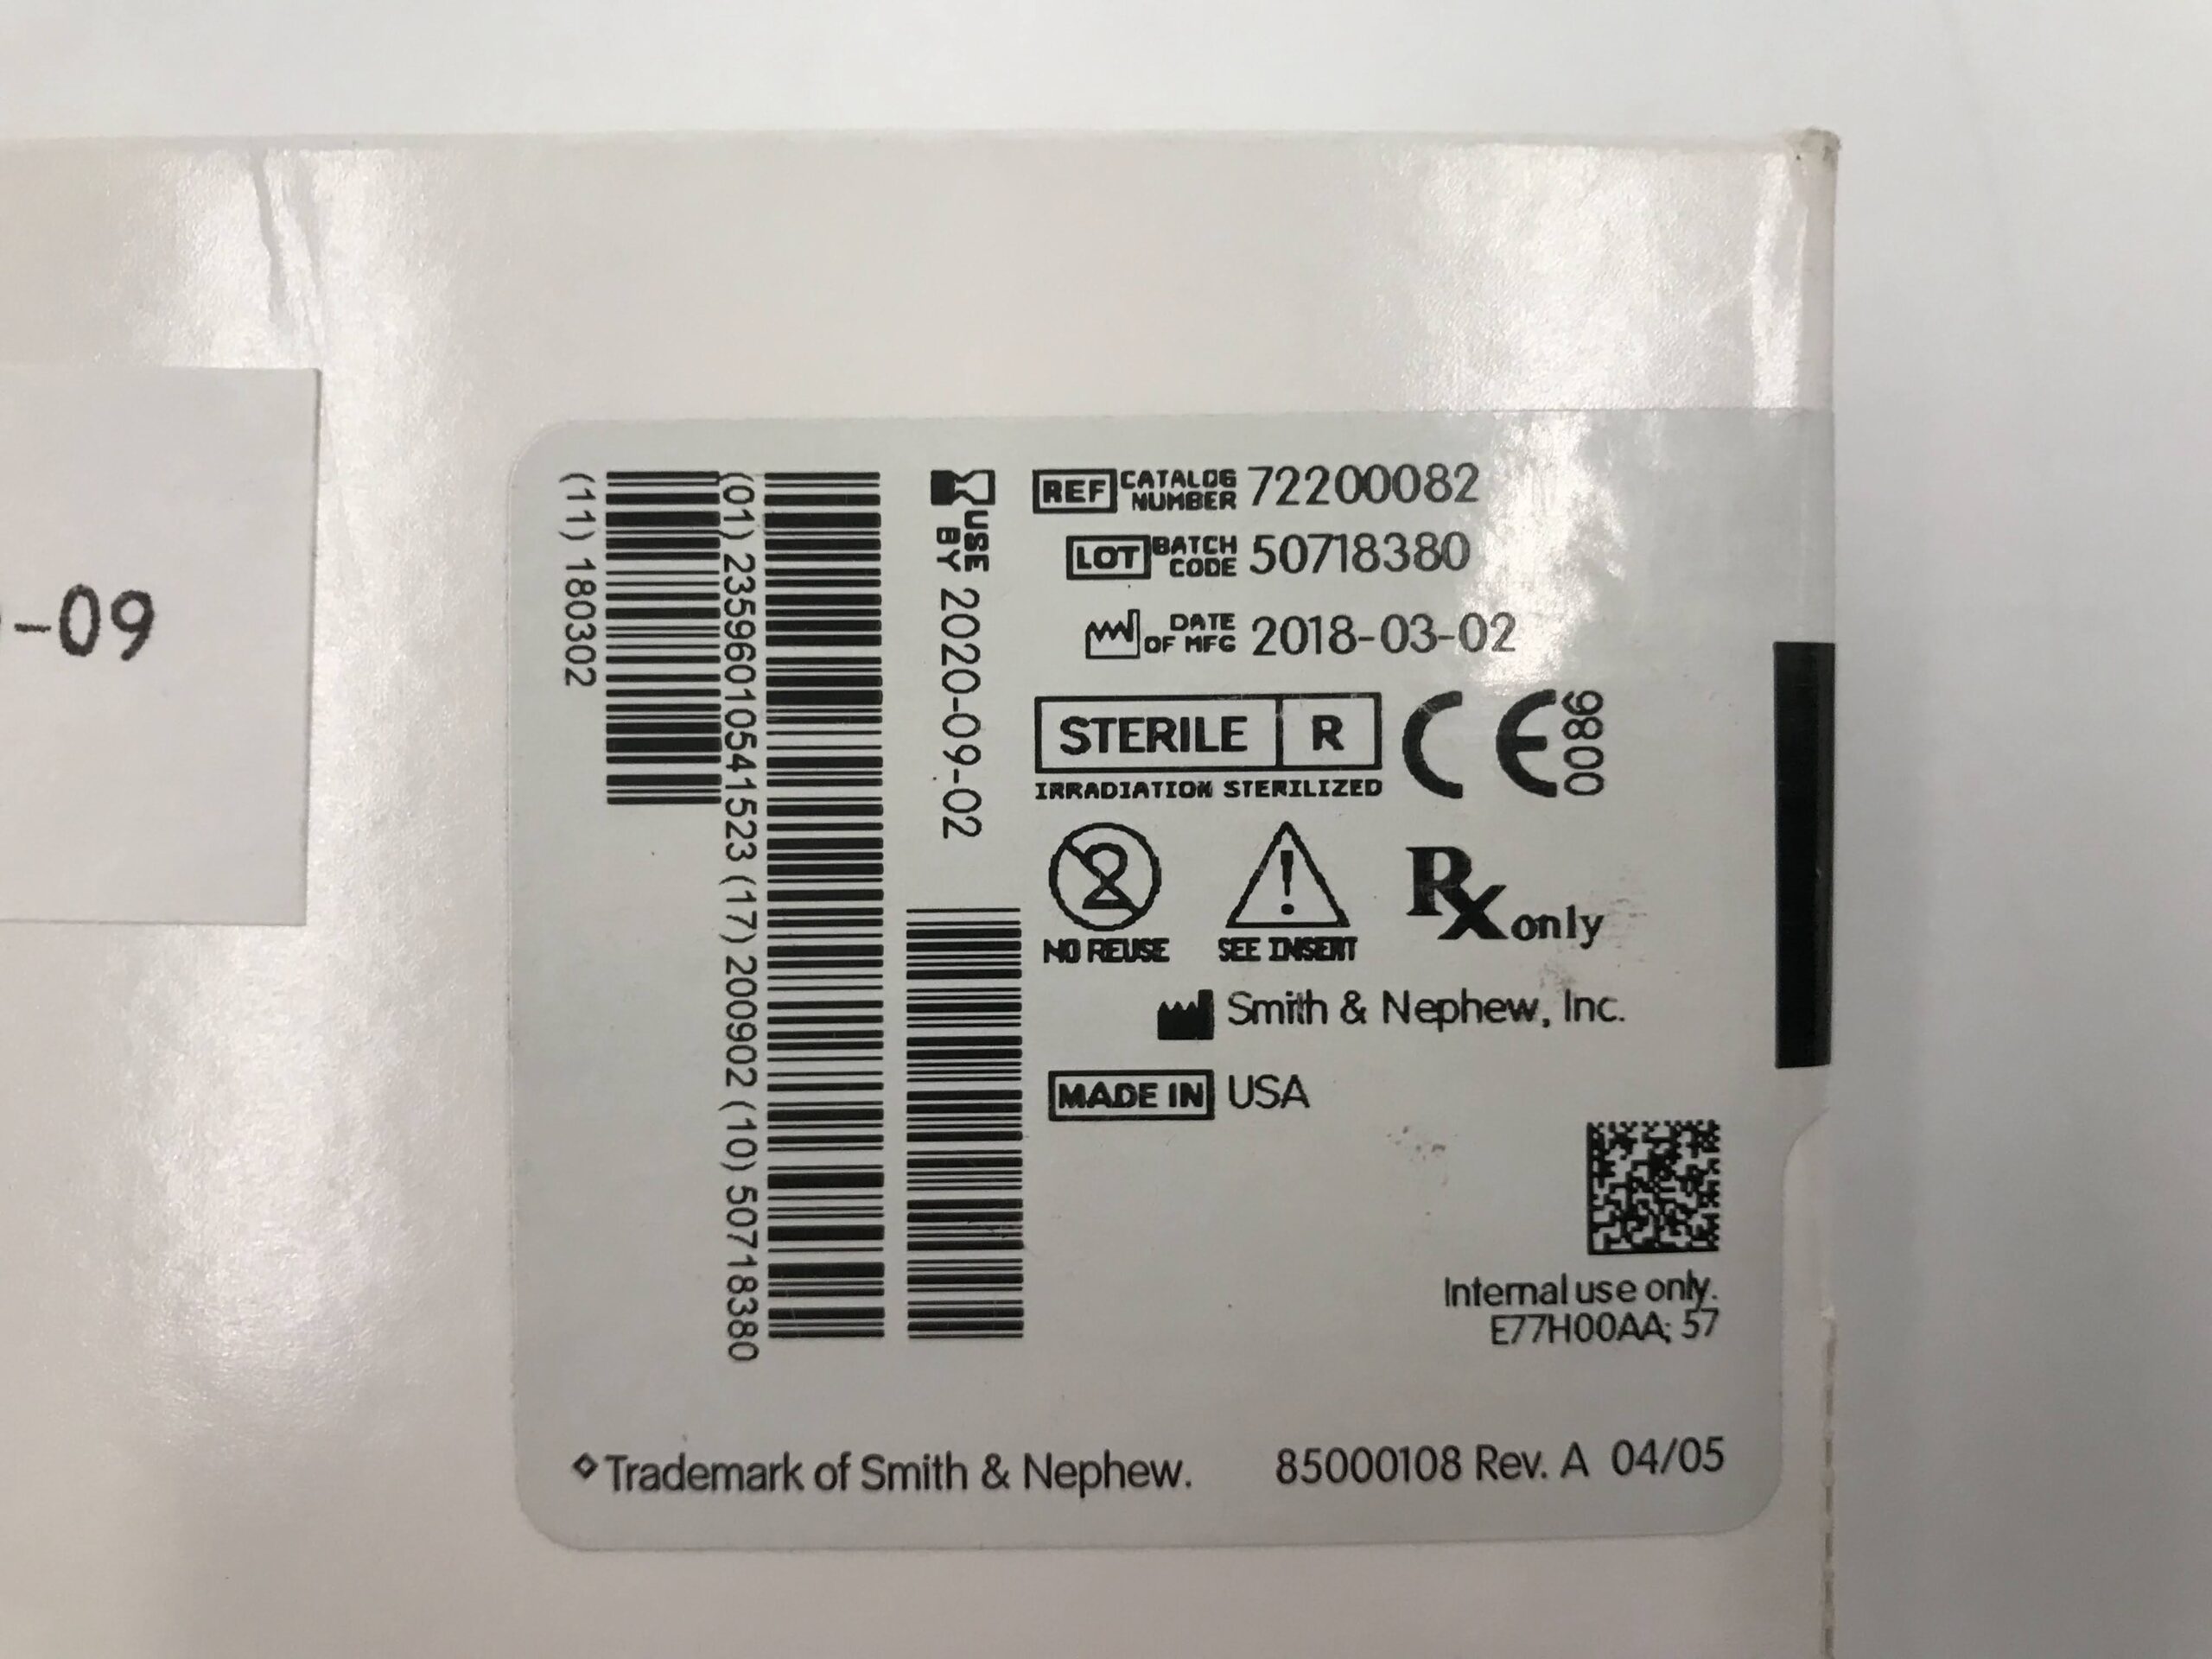 -09
REF CATALOG NUMBER 72200082
LOT BATCH CODE 50718380
DATE OF MFG 2018-03-02
STERILE R
IRRADIATION STERILIZED
CE 0086
NO REUSE
SEE INSERT
Rx only
Smith & Nephew, Inc.
MADE IN USA
USE BY 2020-09-02
(01) 23596010541523 (17) 200902 (10) 50718380
(11) 180302
Internal use only.
E77H00AA; 57
Trademark of Smith & Nephew.
85000108 Rev. A 04/05